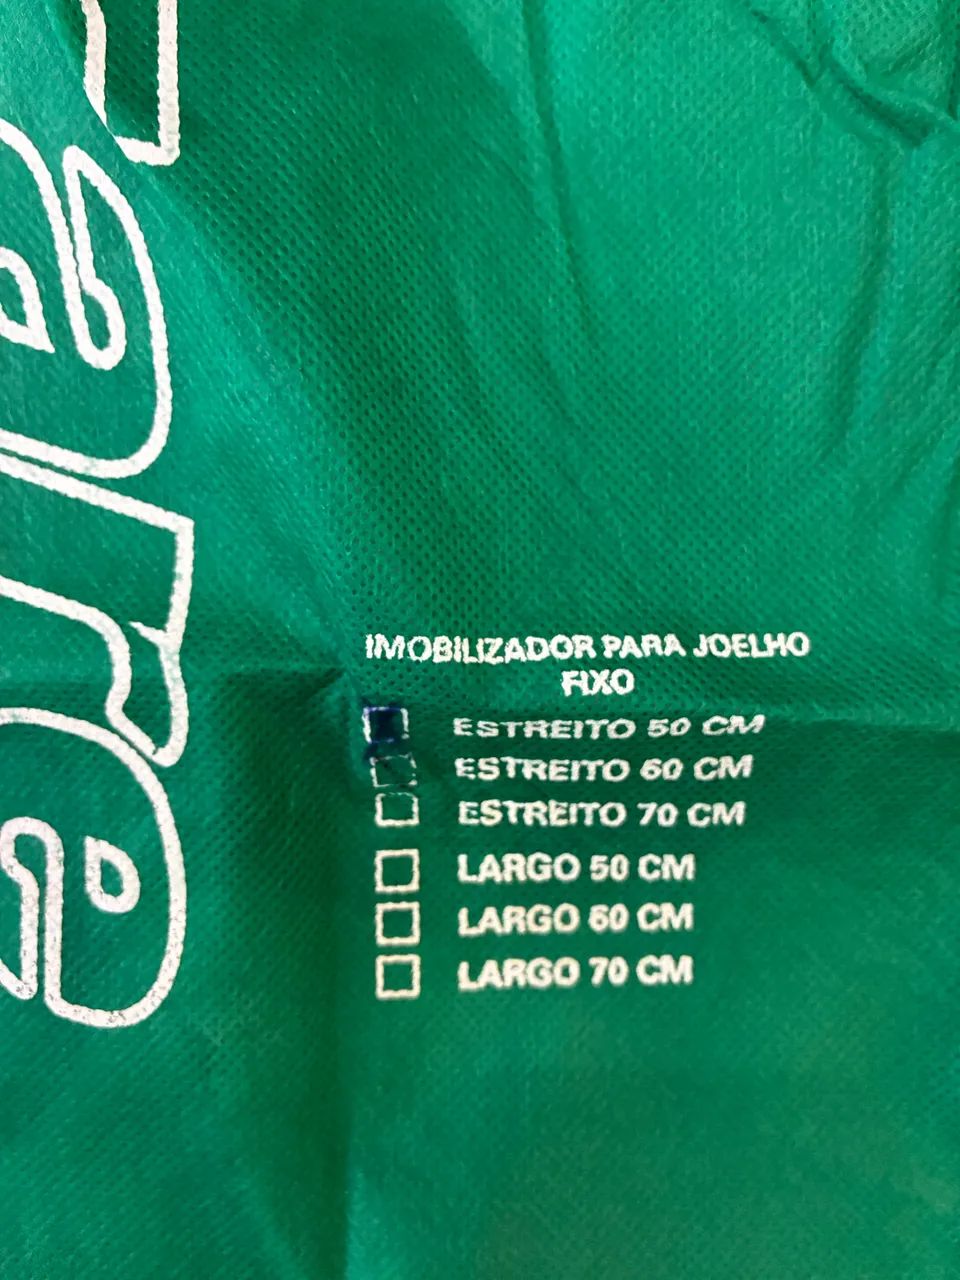 IMOBILIZADOR PARA JOELHO
FIXO
ESTREITO 50 CM
ESTREITO 60 CM
ESTREITO 70 CM
LARGO 50 CM
LARGO 60 CM
LARGO 70 CM